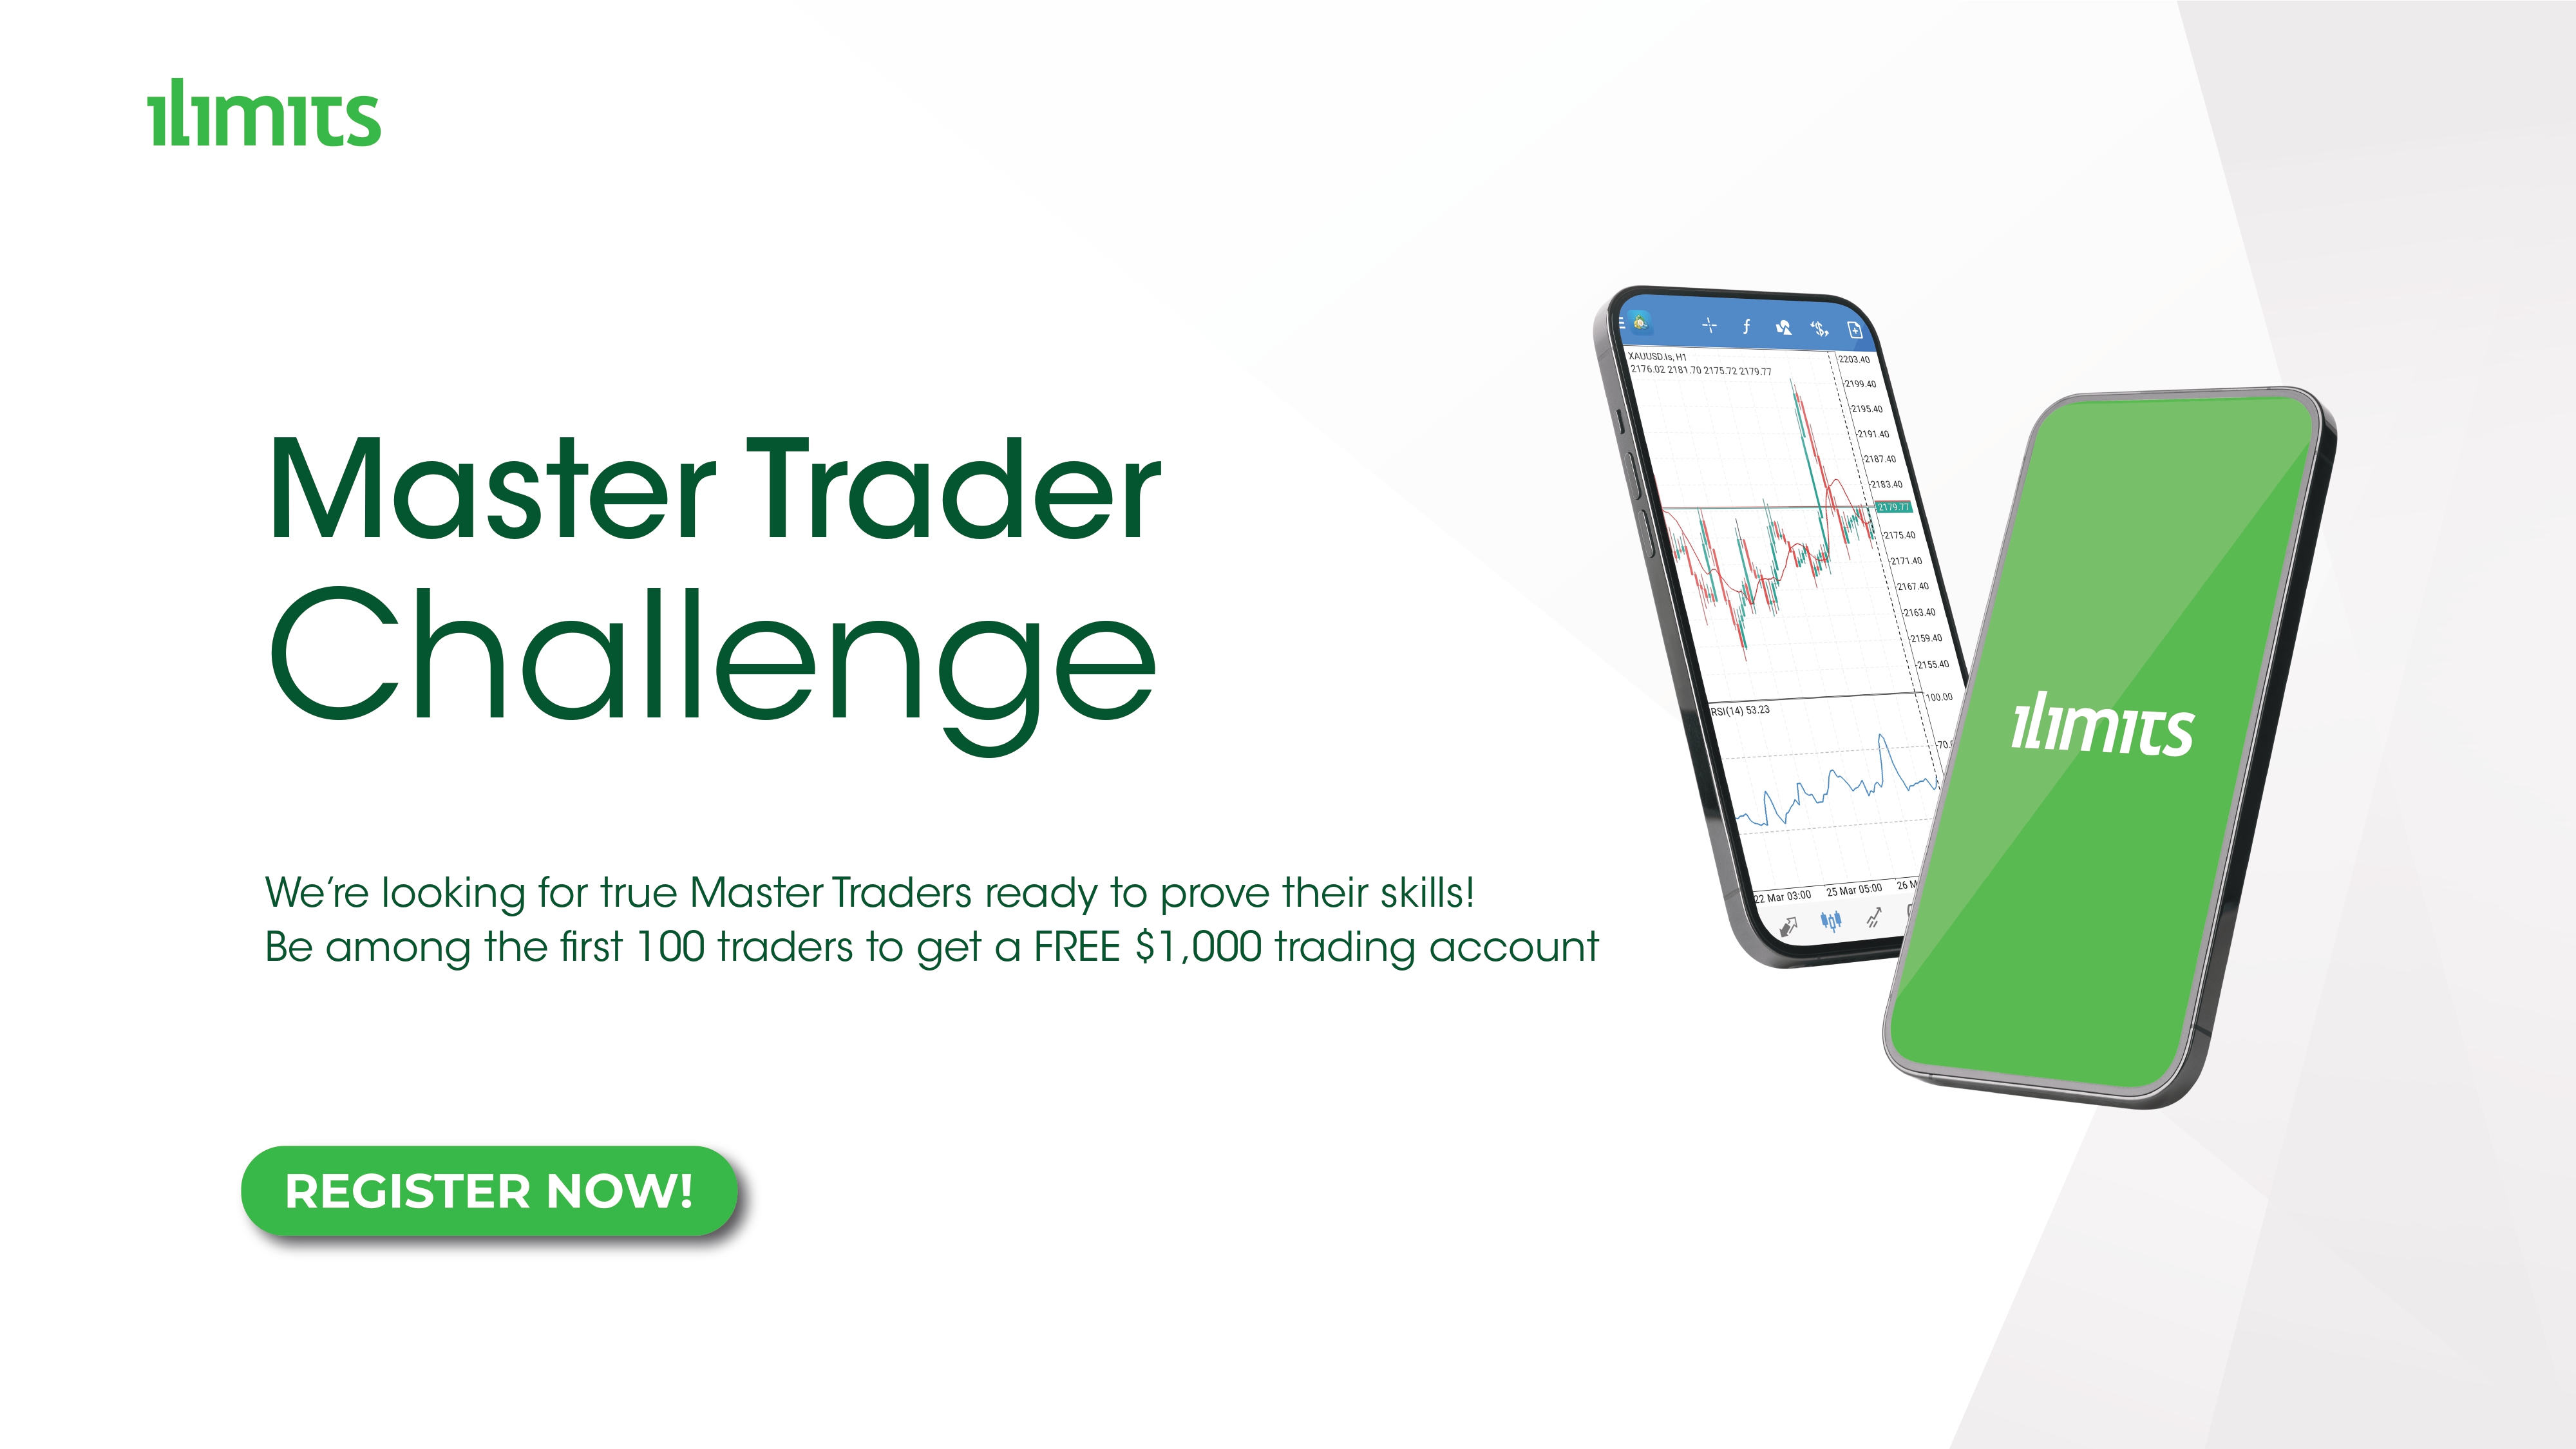 ılımıts
Master Trader
Challenge
We're looking for true Master Traders ready to prove their skills!
Be among the first 100 traders to get a FREE $1,000 trading account
REGISTER NOW!
XAUUSD.ls, H1
2176.02 2181.70 2175.72 2179.77
2203.40
2199.40
2195.40
2191.40
2187.40
2183.40
2179.77
2175.40
2171.40
2167.40
2163.40
2159.40
2155.40
100.00
RSI(14) 53.23
22 Mar 03:00 25 Mar 05:00 26 M
ılımıts